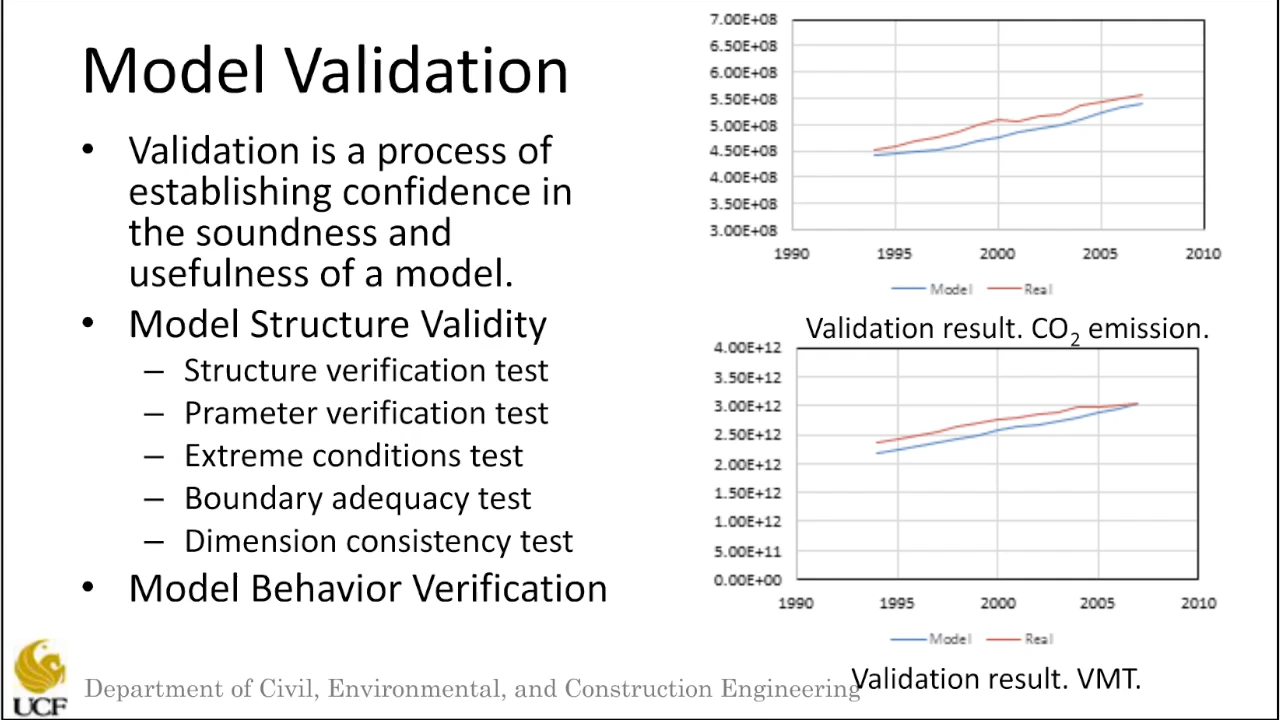 Model Validation
• Validation is a process of
establishing confidence in
the soundness and
usefulness of a model.
• Model Structure Validity
– Structure verification test
– Prameter verification test
– Extreme conditions test
– Boundary adequacy test
– Dimension consistency test
• Model Behavior Verification
7.00E+08
6.50E+08
6.00E+08
5.50E+08
5.00E+08
4.50E+08
4.00E+08
3.50E+08
3.00E+08
1990 1995 2000 2005 2010
Model Real
Validation result. CO₂ emission.
4.00E+12
3.50E+12
3.00E+12
2.50E+12
2.00E+12
1.50E+12
1.00E+12
5.00E+11
0.00E+00
1990 1995 2000 2005 2010
Model Real
Validation result. VMT.
UCF
Department of Civil, Environmental, and Construction Engineering